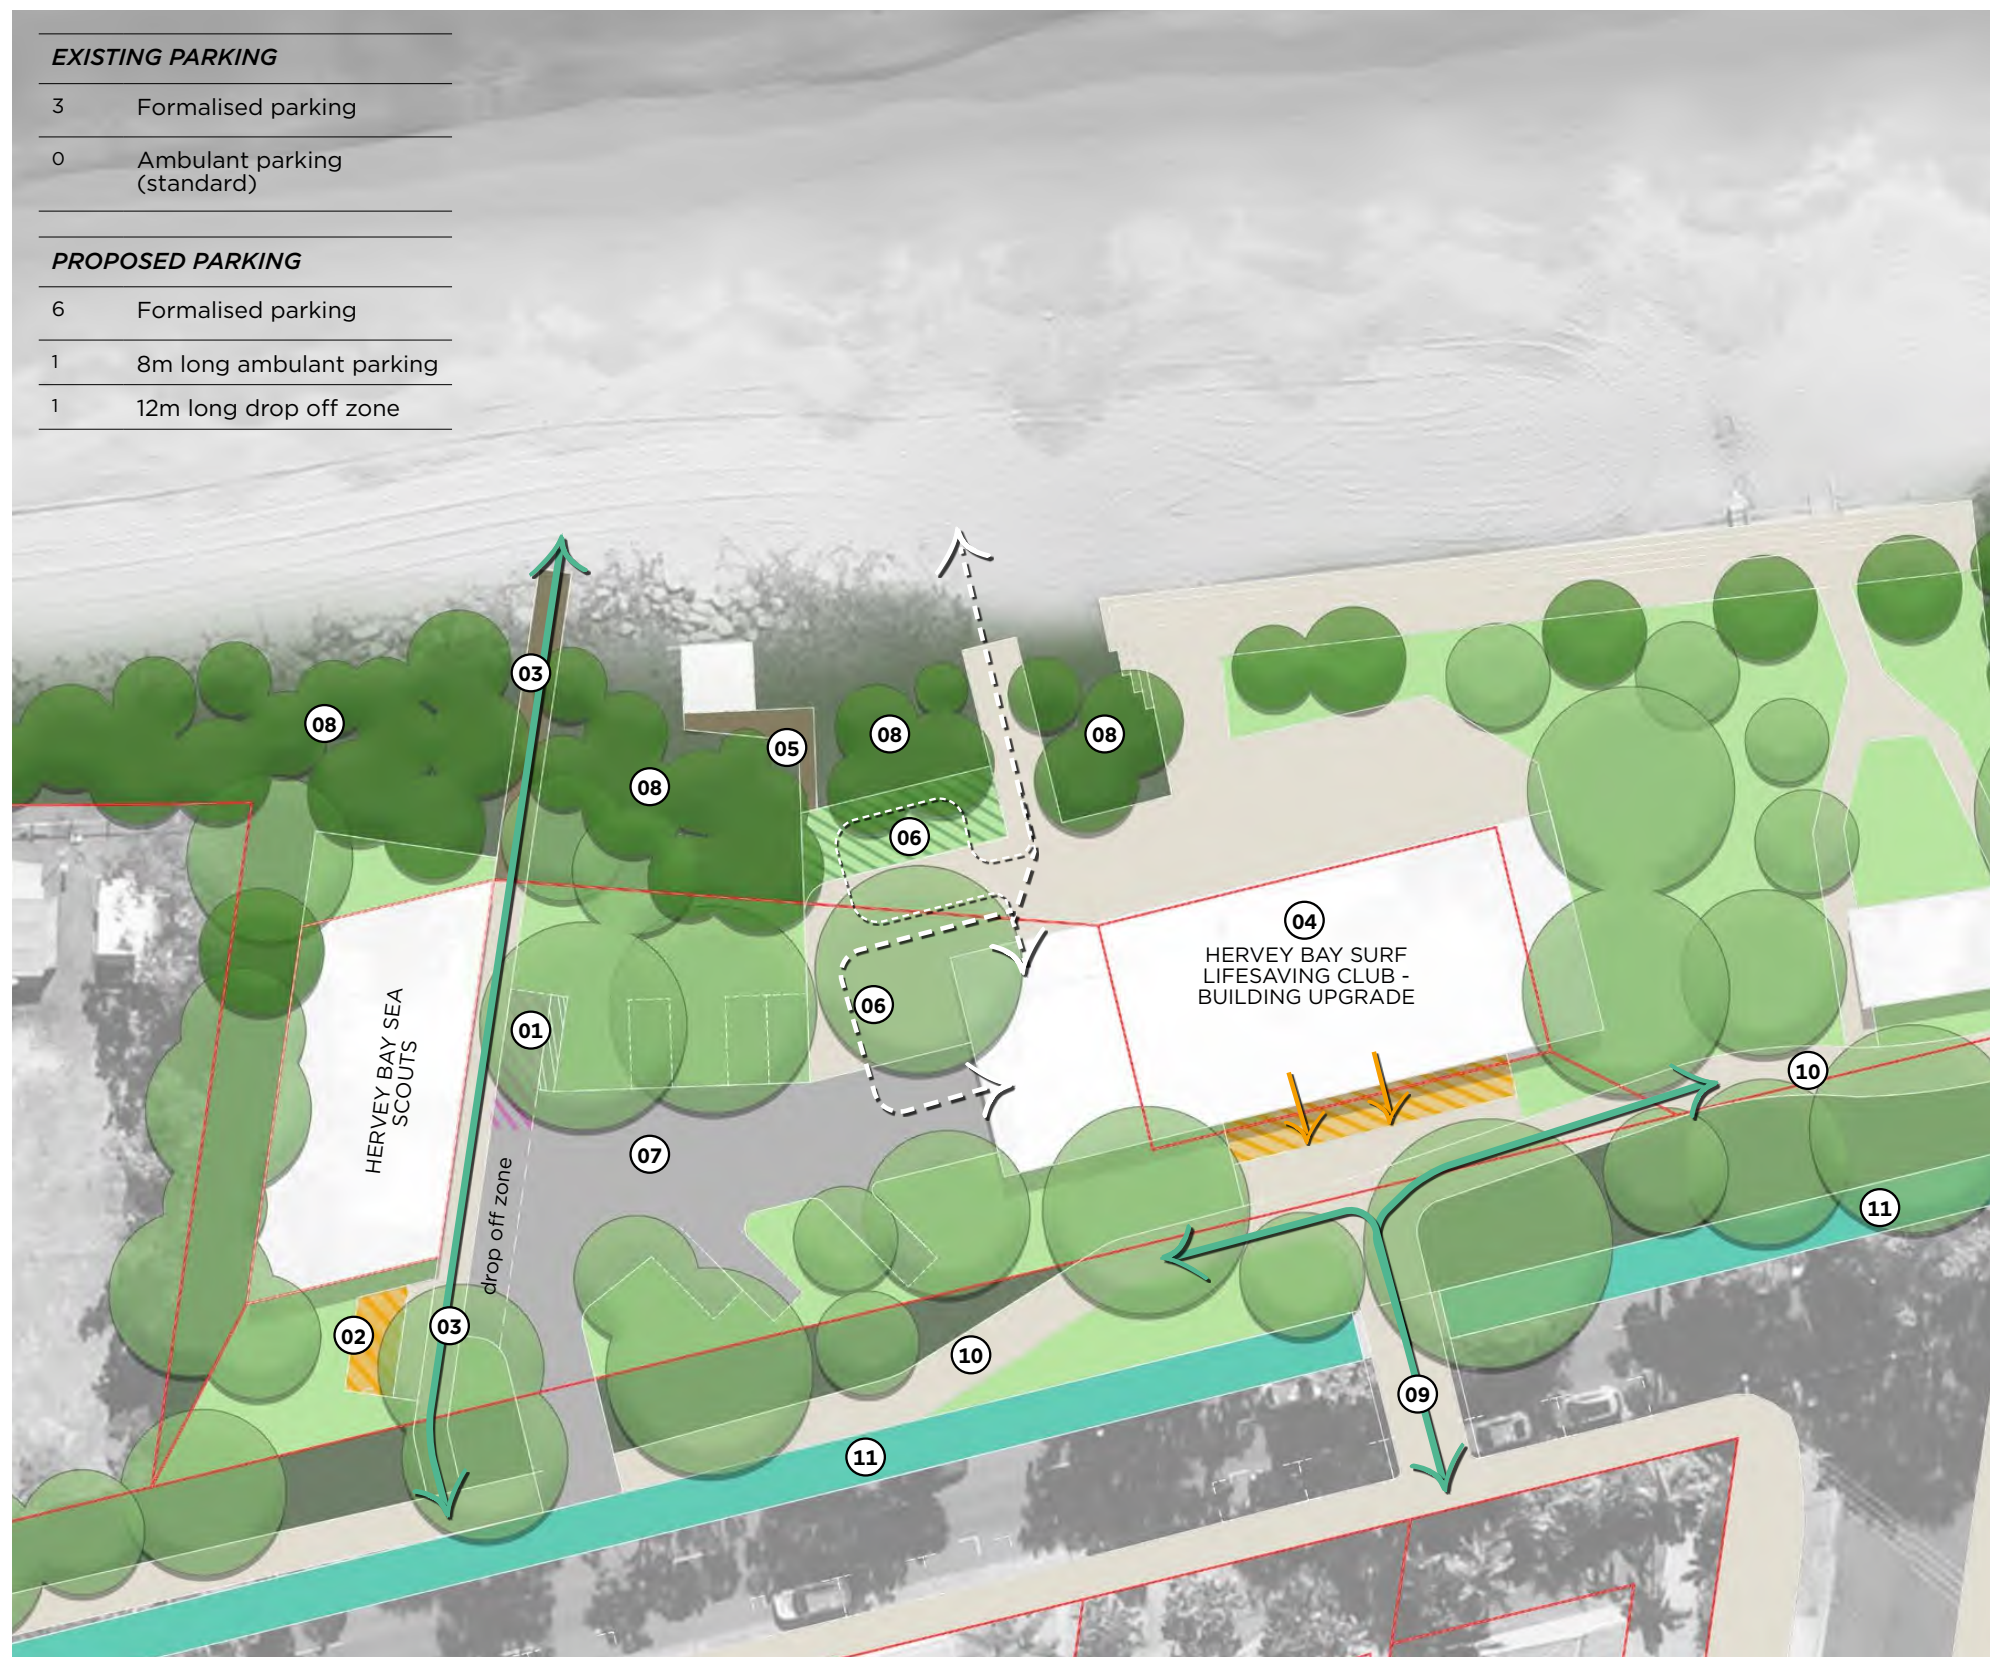 EXISTING PARKING
3 Formalised parking
0 Ambulant parking
(standard)
PROPOSED PARKING
6 Formalised parking
1 8m long ambulant parking
1 12m long drop off zone
03
08
05
08
08
08
06
04
HERVEY BAY SURF
LIFESAVING CLUB -
BUILDING UPGRADE
06
01
HERVEY BAY SEA
SCOUTS
10
07
drop off zone
11
02
03
10
09
11